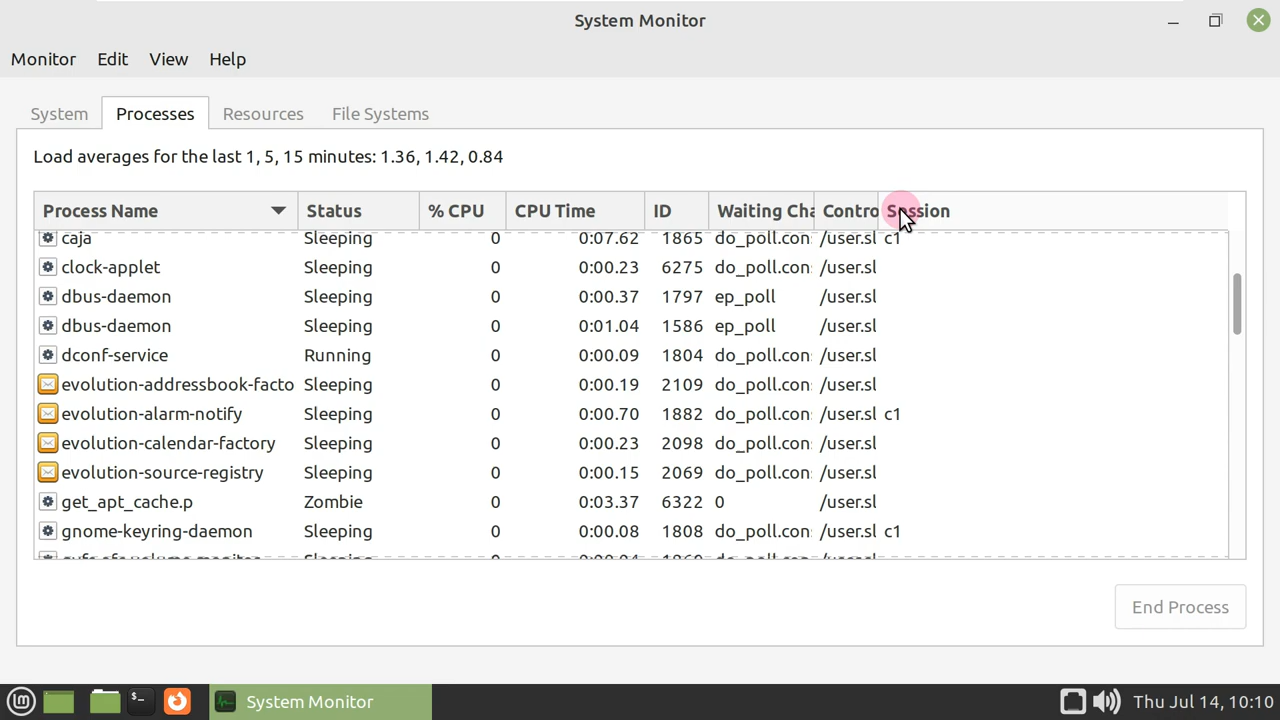 System Monitor
Monitor Edit View Help
System Processes Resources File Systems
Load averages for the last 1, 5, 15 minutes: 1.36, 1.42, 0.84
Process Name Status % CPU CPU Time ID Waiting Cha Contro Session
caja Sleeping 0 0:07.62 1865 do_poll.con: /user.sl c1
clock-applet Sleeping 0 0:00.23 6275 do_poll.con: /user.sl
dbus-daemon Sleeping 0 0:00.37 1797 ep_poll /user.sl
dbus-daemon Sleeping 0 0:01.04 1586 ep_poll /user.sl
dconf-service Running 0 0:00.09 1804 do_poll.con: /user.sl
evolution-addressbook-facto Sleeping 0 0:00.19 2109 do_poll.con: /user.sl
evolution-alarm-notify Sleeping 0 0:00.70 1882 do_poll.con: /user.sl c1
evolution-calendar-factory Sleeping 0 0:00.23 2098 do_poll.con: /user.sl
evolution-source-registry Sleeping 0 0:00.15 2069 do_poll.con: /user.sl
get_apt_cache.p Zombie 0 0:03.37 6322 0 /user.sl
gnome-keyring-daemon Sleeping 0 0:00.08 1808 do_poll.con: /user.sl c1
End Process
System Monitor Thu Jul 14, 10:10